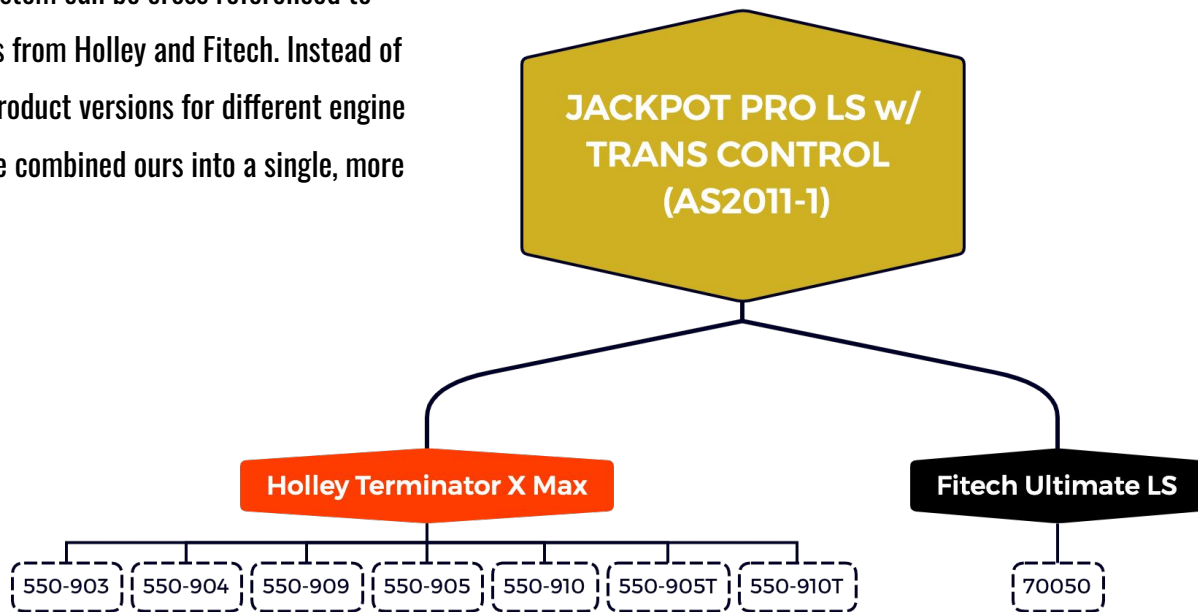 s from Holley and Fitech. Instead of
roduct versions for different engine
e combined ours into a single, more
JACKPOT PRO LS w/
TRANS CONTROL
(AS2011-1)
Holley Terminator X Max
Fitech Ultimate LS
550-903 550-904 550-909 550-905 550-910 550-905T 550-910T 70050